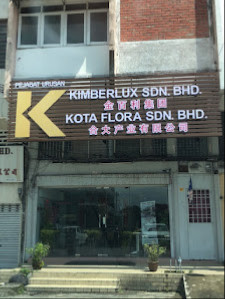 PEJABAT URUSAN
K
KIMBERLUX SDN. BHD.
金百利集团
KOTA FLORA SDN. BHD.
合大产业有限公司